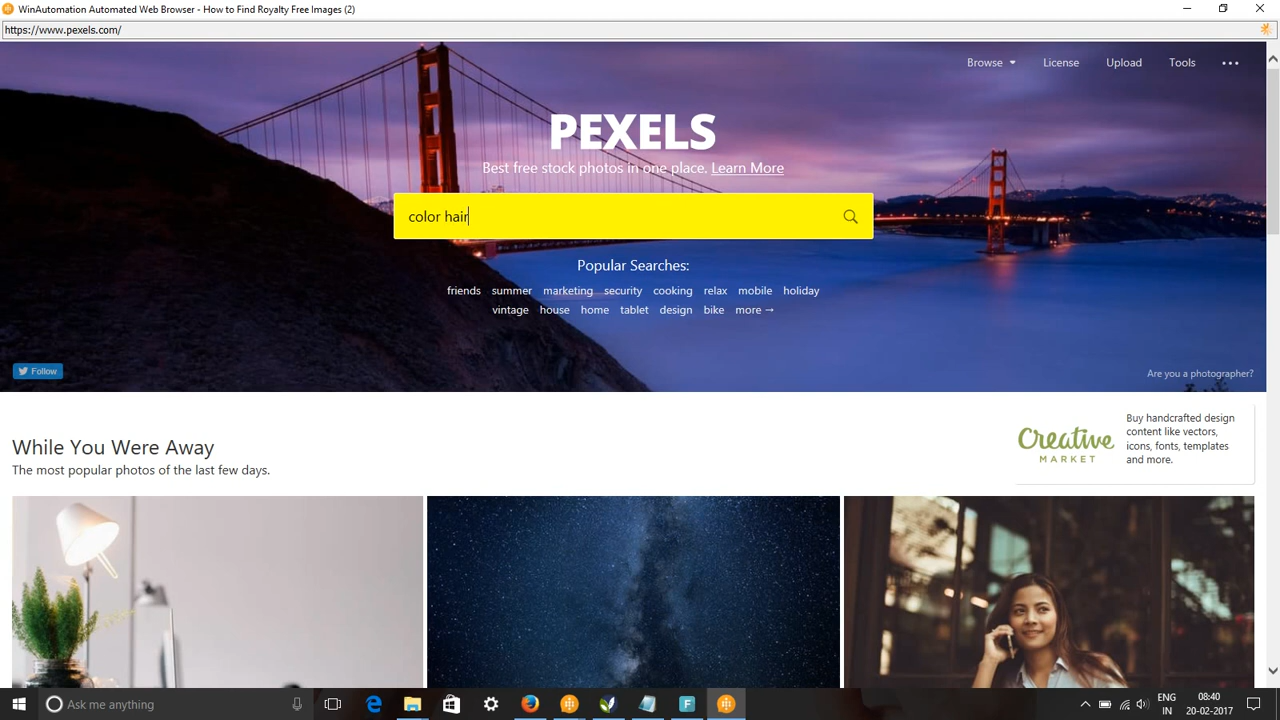 WinAutomation Automated Web Browser - How to Find Royalty Free Images (2)
https://www.pexels.com/
Browse License Upload Tools
PEXELS
Best free stock photos in one place. Learn More
color hair
Popular Searches:
friends summer marketing security cooking relax mobile holiday
vintage house home tablet design bike more →
Follow
Are you a photographer?
While You Were Away
The most popular photos of the last few days.
Creative
MARKET
Buy handcrafted design
content like vectors,
icons, fonts, templates
and more.
Ask me anything
ENG
IN
08:40
20-02-2017